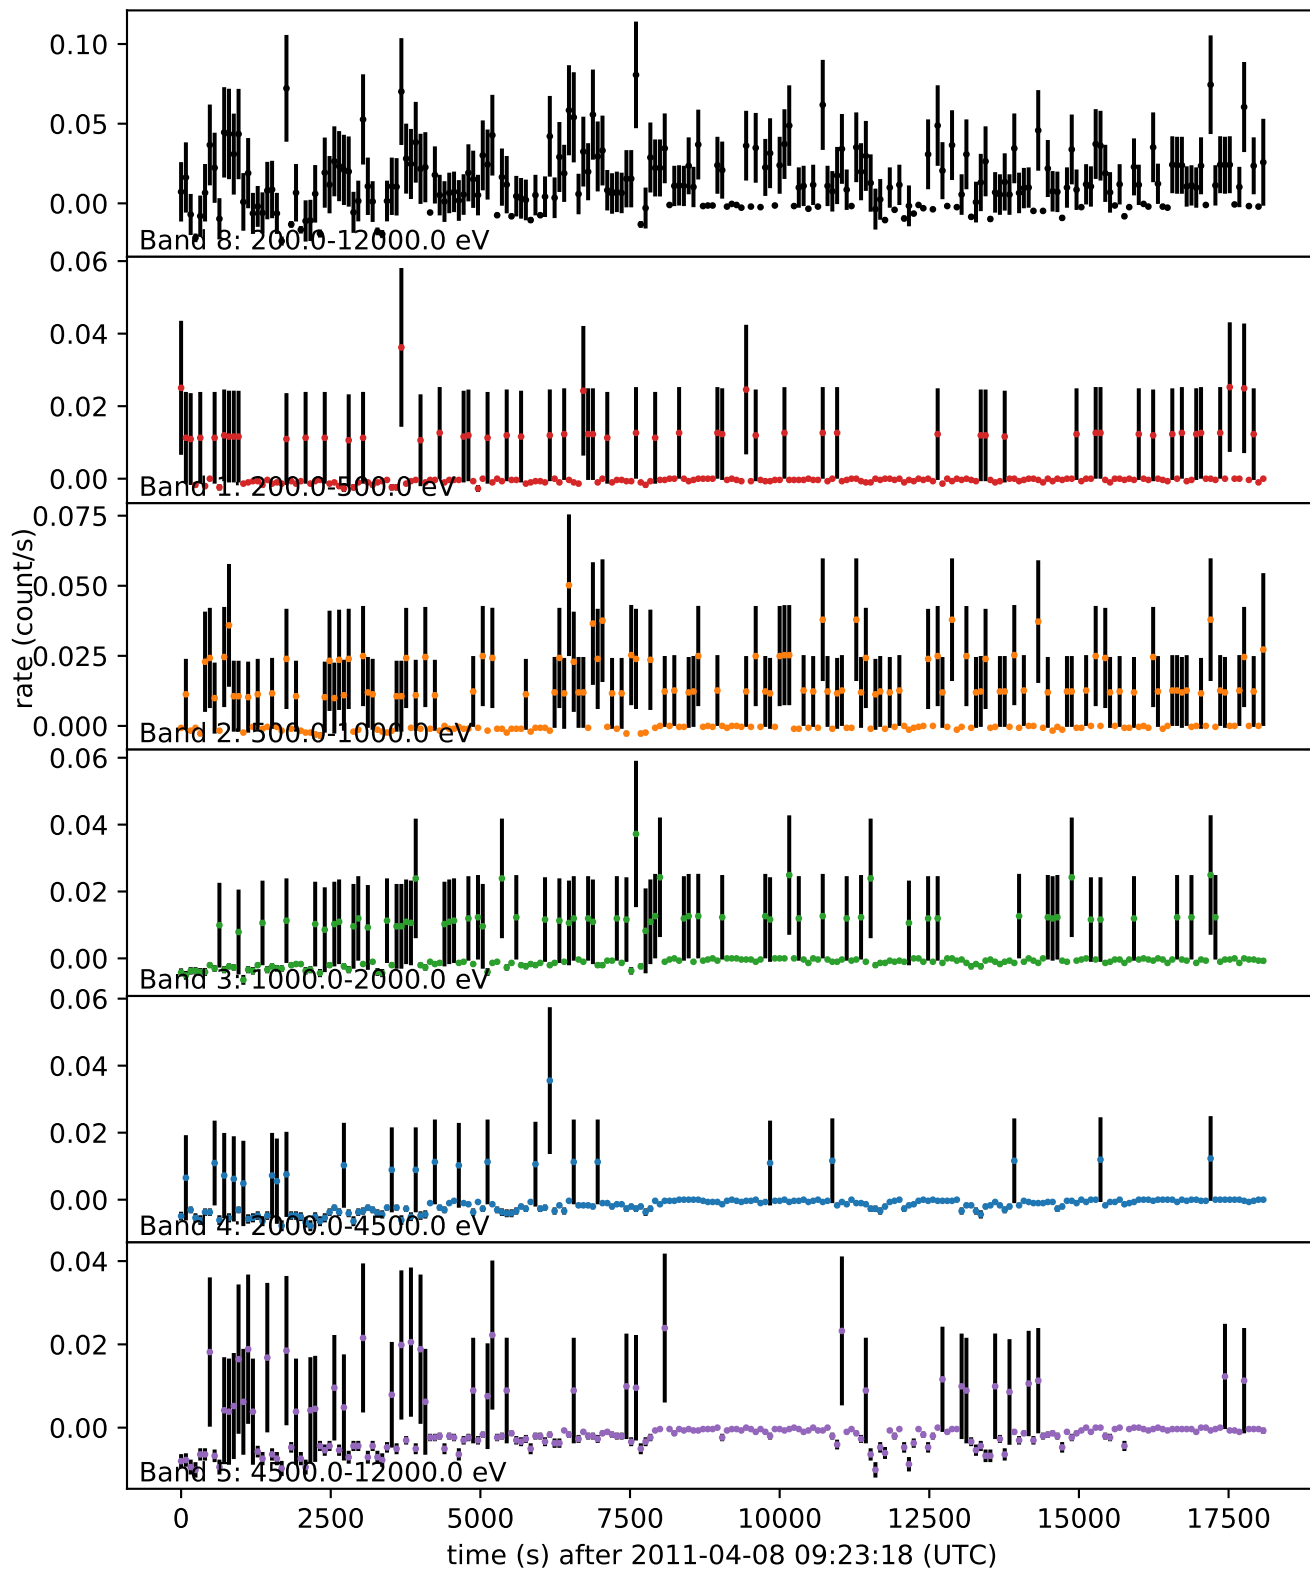 0.10
0.05
0.00
Band 8: 200.0-12000.0 eV
0.06
0.04
0.02
0.00
Band 1: 200.0-500.0 eV
rate (count/s)
0.075
0.050
0.025
0.000
Band 2: 500.0-1000.0 eV
0.06
0.04
0.02
0.00
Band 3: 1000.0-2000.0 eV
0.06
0.04
0.02
0.00
Band 4: 2000.0-4500.0 eV
0.04
0.02
0.00
Band 5: 4500.0-12000.0 eV
0 2500 5000 7500 10000 12500 15000 17500
time (s) after 2011-04-08 09:23:18 (UTC)